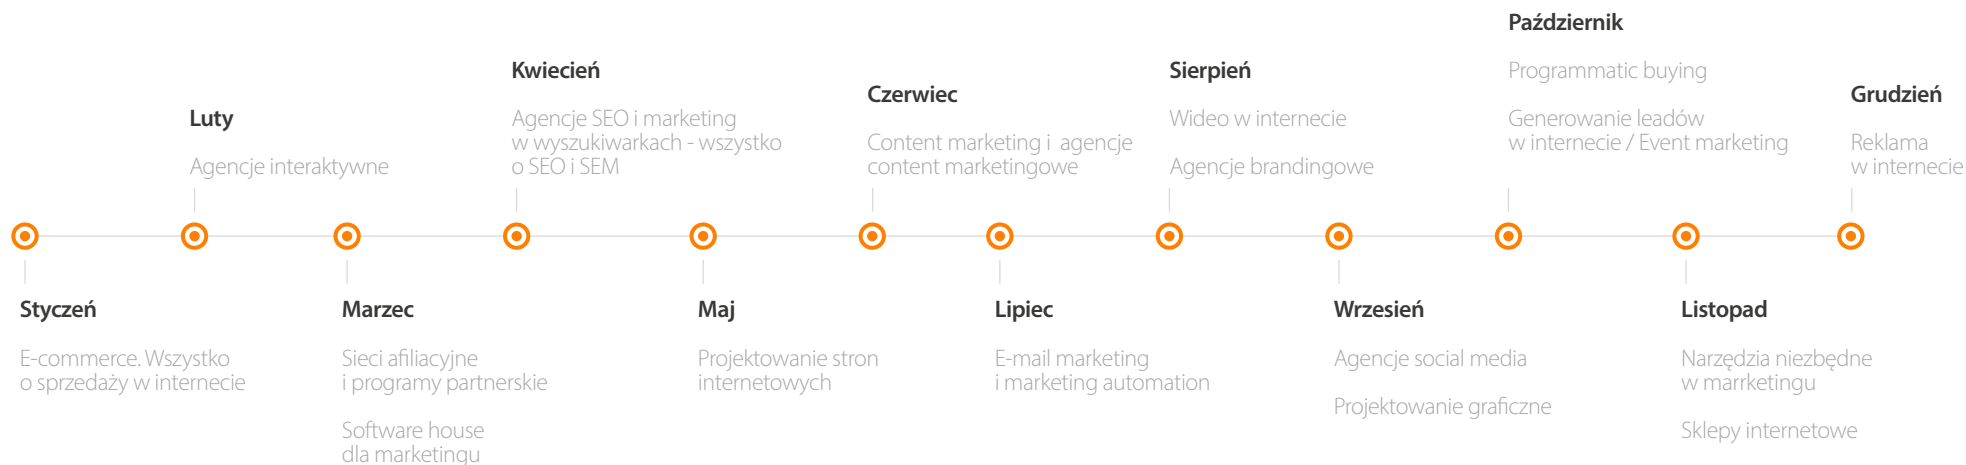 Styczeń
E-commerce. Wszystko
o sprzedaży w internecie
Luty
Agencje interaktywne
Marzec
Sieci afiliacyjne
i programy partnerskie
Software house
dla marketingu
Kwiecień
Agencje SEO i marketing
w wyszukiwarkach - wszystko
o SEO i SEM
Maj
Projektowanie stron
internetowych
Czerwiec
Content marketing i agencje
content marketingowe
Lipiec
E-mail marketing
i marketing automation
Sierpień
Wideo w internecie
Agencje brandingowe
Wrzesień
Agencje social media
Projektowanie graficzne
Październik
Programmatic buying
Generowanie leadów
w internecie / Event marketing
Listopad
Narzędzia niezbędne
w marrketingu
Sklepy internetowe
Grudzień
Reklama
w internecie